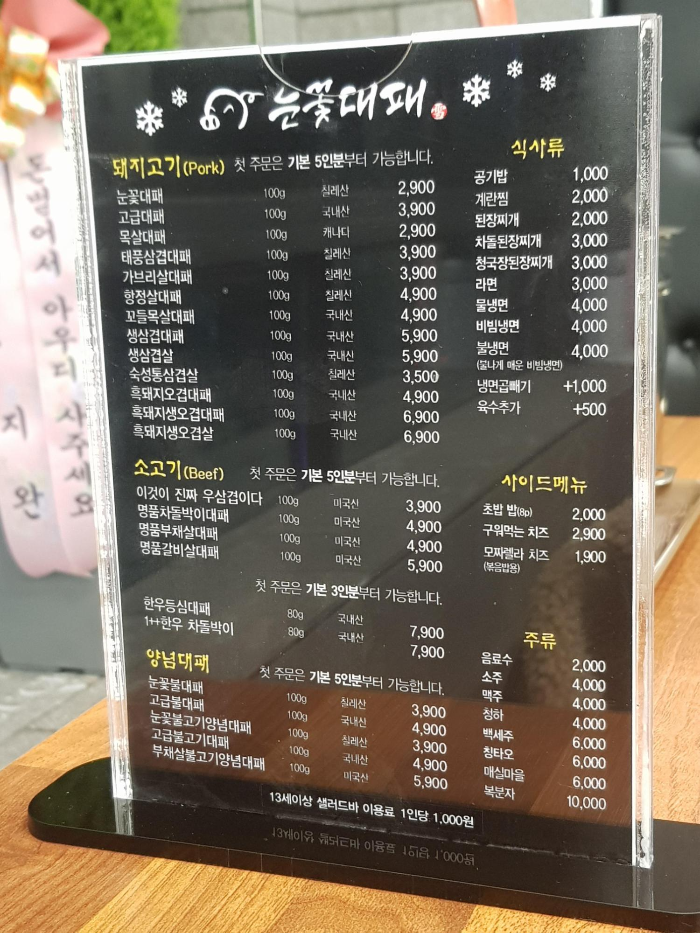 눈꽃대패
돼지고기(Pork) 첫 주문은 기본 5인분부터 가능합니다.
눈꽃대패 100g 칠레산 2,900
고급대패 100g 국내산 3,900
목살대패 100g 캐나다 2,900
태풍삼겹대패 100g 칠레산 3,900
가브리살대패 100g 칠레산 3,900
항정살대패 100g 칠레산 4,900
꼬들목살대패 100g 국내산 4,900
생삼겹대패 100g 국내산 5,900
생삼겹살 100g 국내산 5,900
숙성통삼겹살 100g 칠레산 3,500
흑돼지오겹대패 100g 국내산 4,900
흑돼지생오겹대패 100g 국내산 6,900
흑돼지생오겹살 100g 국내산 6,900
소고기(Beef) 첫 주문은 기본 5인분부터 가능합니다.
이것이 진짜 우삼겹이다 100g 미국산 3,900
명품차돌박이대패 100g 미국산 4,900
명품부채살대패 100g 미국산 4,900
명품갈비살대패 100g 미국산 5,900
첫 주문은 기본 3인분부터 가능합니다.
한우등심대패 80g 국내산 7,900
1++한우 차돌박이 80g 국내산 7,900
양념대패 첫 주문은 기본 5인분부터 가능합니다.
눈꽃불대패 100g 칠레산 3,900
고급불대패 100g 국내산 4,900
눈꽃불고기양념대패 100g 칠레산 3,900
고급불고기대패 100g 국내산 4,900
부채살불고기양념대패 100g 미국산 5,900
식사류
공기밥 1,000
계란찜 2,000
된장찌개 2,000
차돌된장찌개 3,000
청국장된장찌개 3,000
라면 3,000
물냉면 4,000
비빔냉면 4,000
불냉면 4,000
(불나게 매운 비빔냉면)
냉면곱빼기 +1,000
육수추가 +500
사이드메뉴
초밥 밥(8p) 2,000
구워먹는 치즈 2,900
모짜렐라 치즈 1,900
(볶음밥용)
주류
음료수 2,000
소주 4,000
맥주 4,000
청하 4,000
백세주 6,000
칭타오 6,000
매실마을 6,000
복분자 10,000
13세이상 샐러드바 이용료 1인당 1,000원
돈벌어서 아우디 사주세요
지완